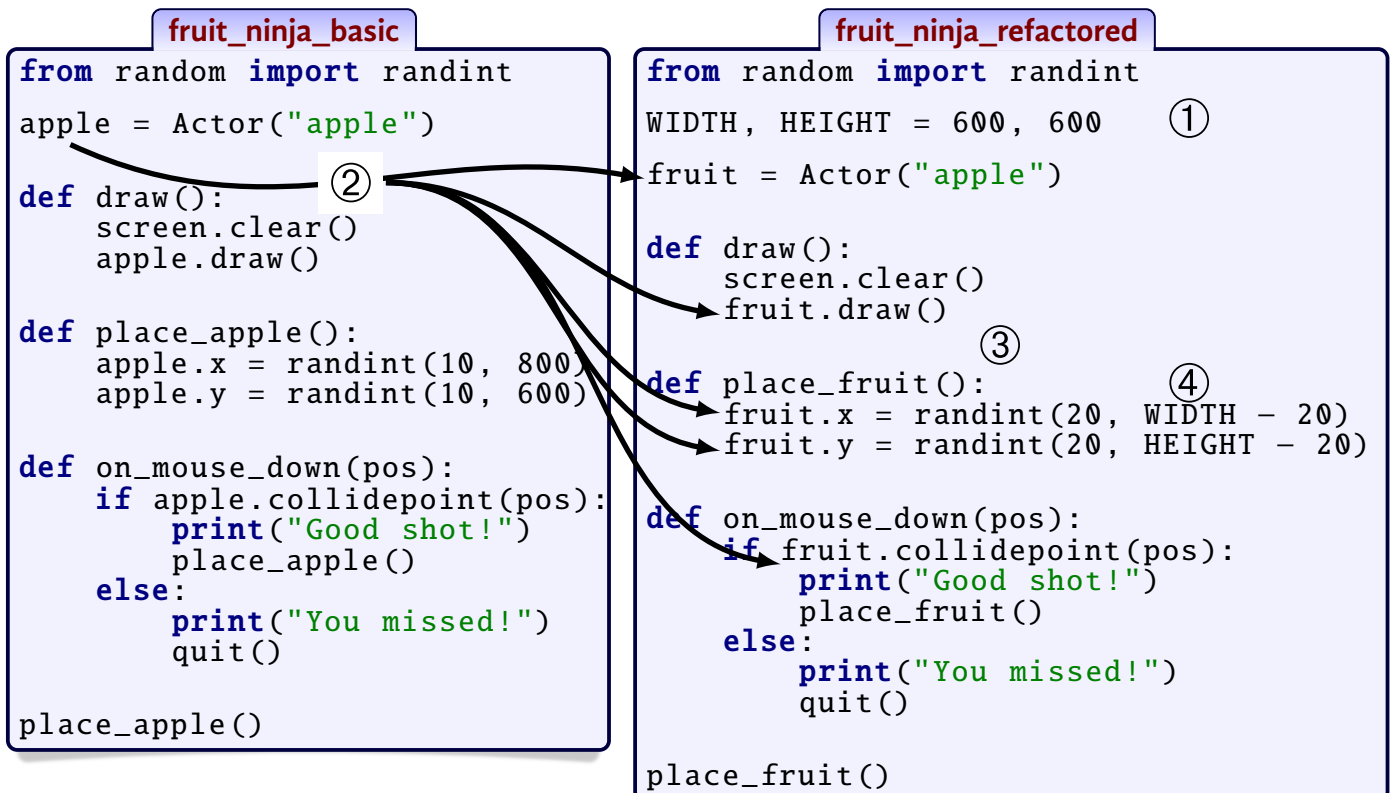 fruit_ninja_basic
from random import randint
apple = Actor("apple")
②
def draw():
    screen.clear()
    apple.draw()
def place_apple():
    apple.x = randint(10, 800)
    apple.y = randint(10, 600)
def on_mouse_down(pos):
    if apple.collidepoint(pos):
        print("Good shot!")
        place_apple()
    else:
        print("You missed!")
        quit()
place_apple()
fruit_ninja_refactored
from random import randint
WIDTH, HEIGHT = 600, 600 ①
fruit = Actor("apple")
def draw():
    screen.clear()
    fruit.draw()
③
def place_fruit(): ④
    fruit.x = randint(20, WIDTH − 20)
    fruit.y = randint(20, HEIGHT − 20)
def on_mouse_down(pos):
    if fruit.collidepoint(pos):
        print("Good shot!")
        place_fruit()
    else:
        print("You missed!")
        quit()
place_fruit()